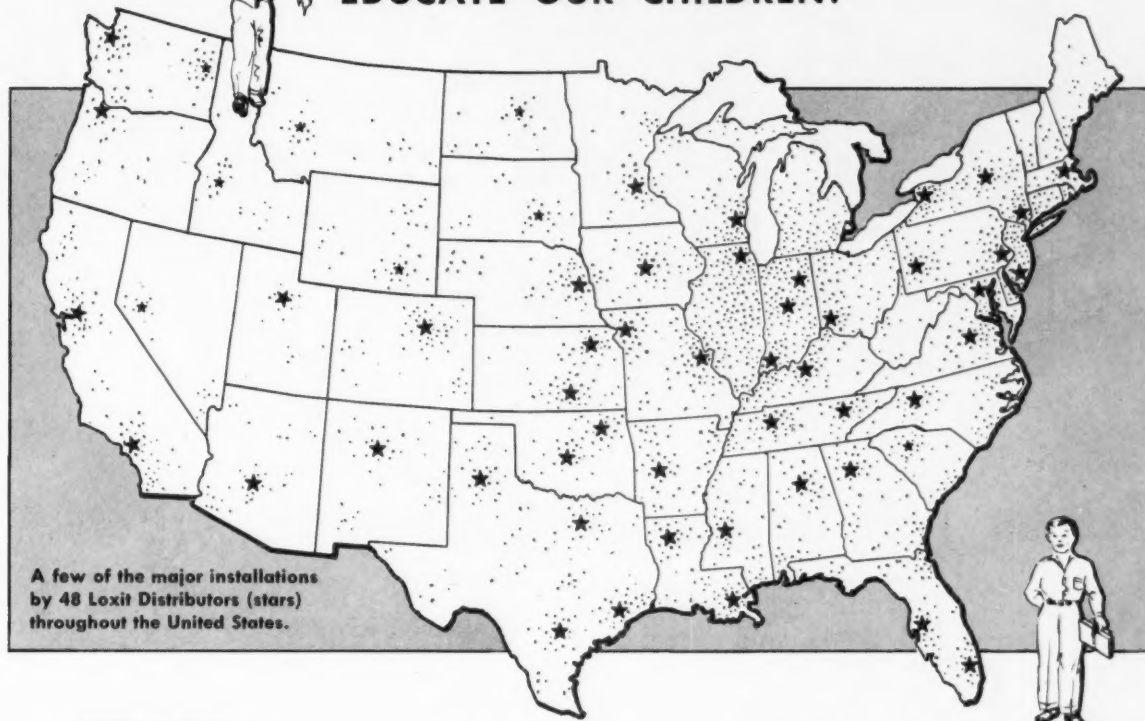 EDUCATE OUR CHILDREN?
A few of the major installations
by 48 Loxit Distributors (stars)
throughout the United States.